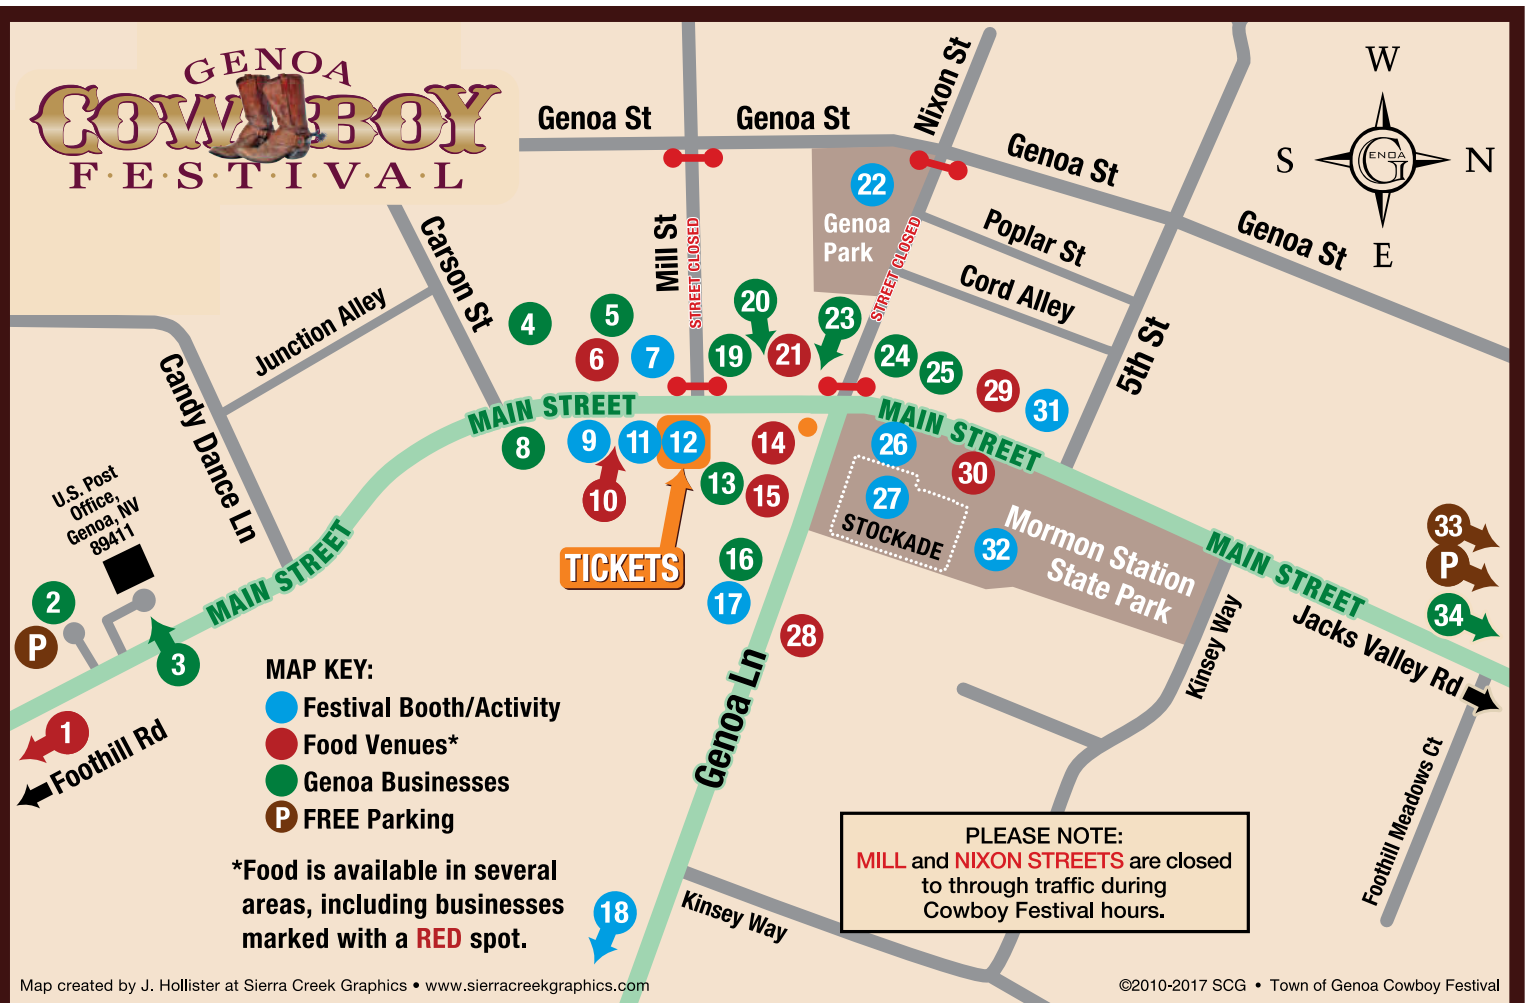 GENOA
COWBOY
F·E·S·T·I·V·A·L
Genoa St
Genoa St
Nixon St
Genoa St
Genoa St
W
S
GENOA
N
E
22
Genoa
Park
Mill St
STREET CLOSED
STREET CLOSED
Poplar St
Cord Alley
5th St
Carson St
Junction Alley
Candy Dance Ln
4
5
6
7
19
20
21
23
24
25
29
31
MAIN STREET
MAIN STREET
8
9
11
12
10
13
14
15
26
27
STOCKADE
30
32
Mormon Station
State Park
TICKETS
16
17
28
U.S. Post
Office,
Genoa, NV
89411
MAIN STREET
MAIN STREET
2
P
3
1
Foothill Rd
33
P
34
Jacks Valley Rd
Kinsey Way
Foothill Meadows Ct
Genoa Ln
MAP KEY:
Festival Booth/Activity
Food Venues*
Genoa Businesses
P FREE Parking
*Food is available in several
areas, including businesses
marked with a RED spot.
18
Kinsey Way
PLEASE NOTE:
MILL and NIXON STREETS are closed
to through traffic during
Cowboy Festival hours.
Map created by J. Hollister at Sierra Creek Graphics • www.sierracreekgraphics.com
©2010-2017 SCG • Town of Genoa Cowboy Festival